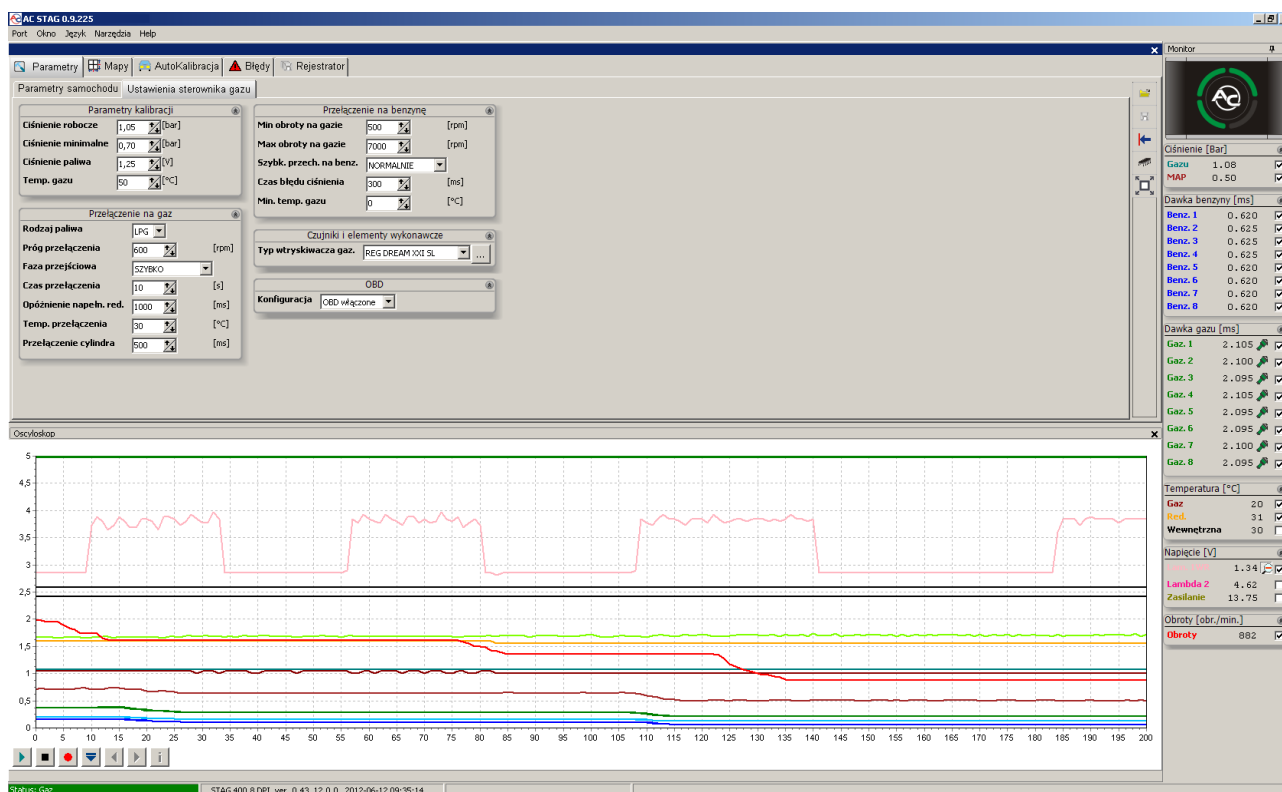 AC STAG 0.9.225
Port Okno Język Narzędzia Help
Parametry Mapy AutoKalibracja Błędy Rejestrator
Parametry samochodu Ustawienia sterownika gazu
Parametry kalibracji
Ciśnienie robocze 1,05 [bar]
Ciśnienie minimalne 0,70 [bar]
Ciśnienie paliwa 1,25 [V]
Temp. gazu 50 [°C]
Przełączenie na gaz
Rodzaj paliwa LPG
Próg przełączenia 600 [rpm]
Faza przejściowa SZYBKO
Czas przełączenia 10 [s]
Opóźnienie napełn. red. 1000 [ms]
Temp. przełączenia 30 [°C]
Przełączenie cylindra 500 [ms]
Przełączenie na benzynę
Min obroty na gazie 500 [rpm]
Max obroty na gazie 7000 [rpm]
Szybk. przech. na benz. NORMALNIE
Czas błędu ciśnienia 300 [ms]
Min. temp. gazu 0 [°C]
Czujniki i elementy wykonawcze
Typ wtryskiwacza gaz. REG DREAM XXI SL ...
OBD
Konfiguracja OBD włączone
Monitor
AC
Ciśnienie [Bar]
Gazu 1.08
MAP 0.50
Dawka benzyny [ms]
Benz. 1 0.620
Benz. 2 0.625
Benz. 3 0.625
Benz. 4 0.625
Benz. 5 0.620
Benz. 6 0.620
Benz. 7 0.620
Benz. 8 0.620
Dawka gazu [ms]
Gaz. 1 2.105
Gaz. 2 2.100
Gaz. 3 2.095
Gaz. 4 2.105
Gaz. 5 2.095
Gaz. 6 2.095
Gaz. 7 2.100
Gaz. 8 2.095
Temperatura [°C]
Gaz 20
Red. 31
Wewnętrzna 30
Napięcie [V]
1.34
Lambda 2 4.62
Zasilanie 13.75
Obroty [obr./min.]
Obroty 882
Oscyloskop
5
4,5
4
3,5
3
2,5
2
1,5
1
0,5
0
0 5 10 15 20 25 30 35 40 45 50 55 60 65 70 75 80 85 90 95 100 105 110 115 120 125 130 135 140 145 150 155 160 165 170 175 180 185 190 195 200
Status: Gaz STAG 400.8 DPI ver. 0.43 12.0.0 2012-06-12 09:35:14